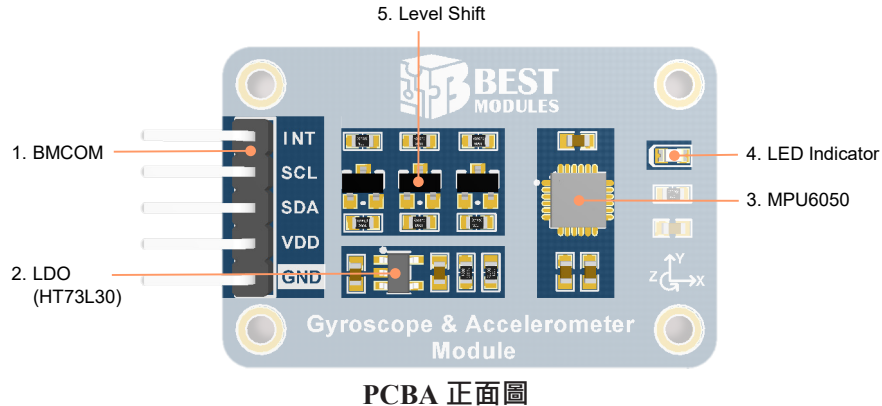 5. Level Shift
BEST
MODULES
1. BMCOM
INT
SCL
SDA
VDD
GND
2. LDO
(HT73L30)
4. LED Indicator
3. MPU6050
Y
Z
X
Gyroscope & Accelerometer
Module
PCBA 正面圖